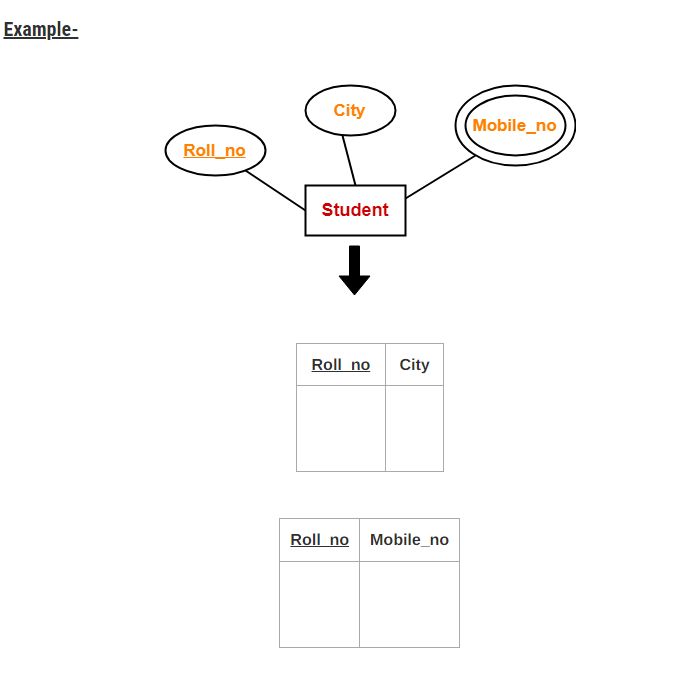 Example-
City
Mobile_no
Roll_no
Student
Roll_no City
Roll_no Mobile_no